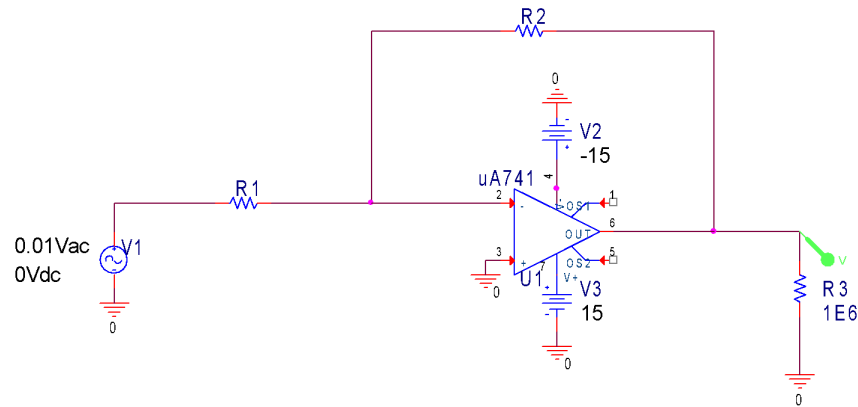 R2
0
-
V2
+
-15
4
uA741
R1
2
-
V-
OS1
1
6
OUT
0.01Vac
+
V1
-
0Vdc
3
+
7
OS2
5
V+
V
0
U1
+
V3
-
15
R3
1E6
0
0
0